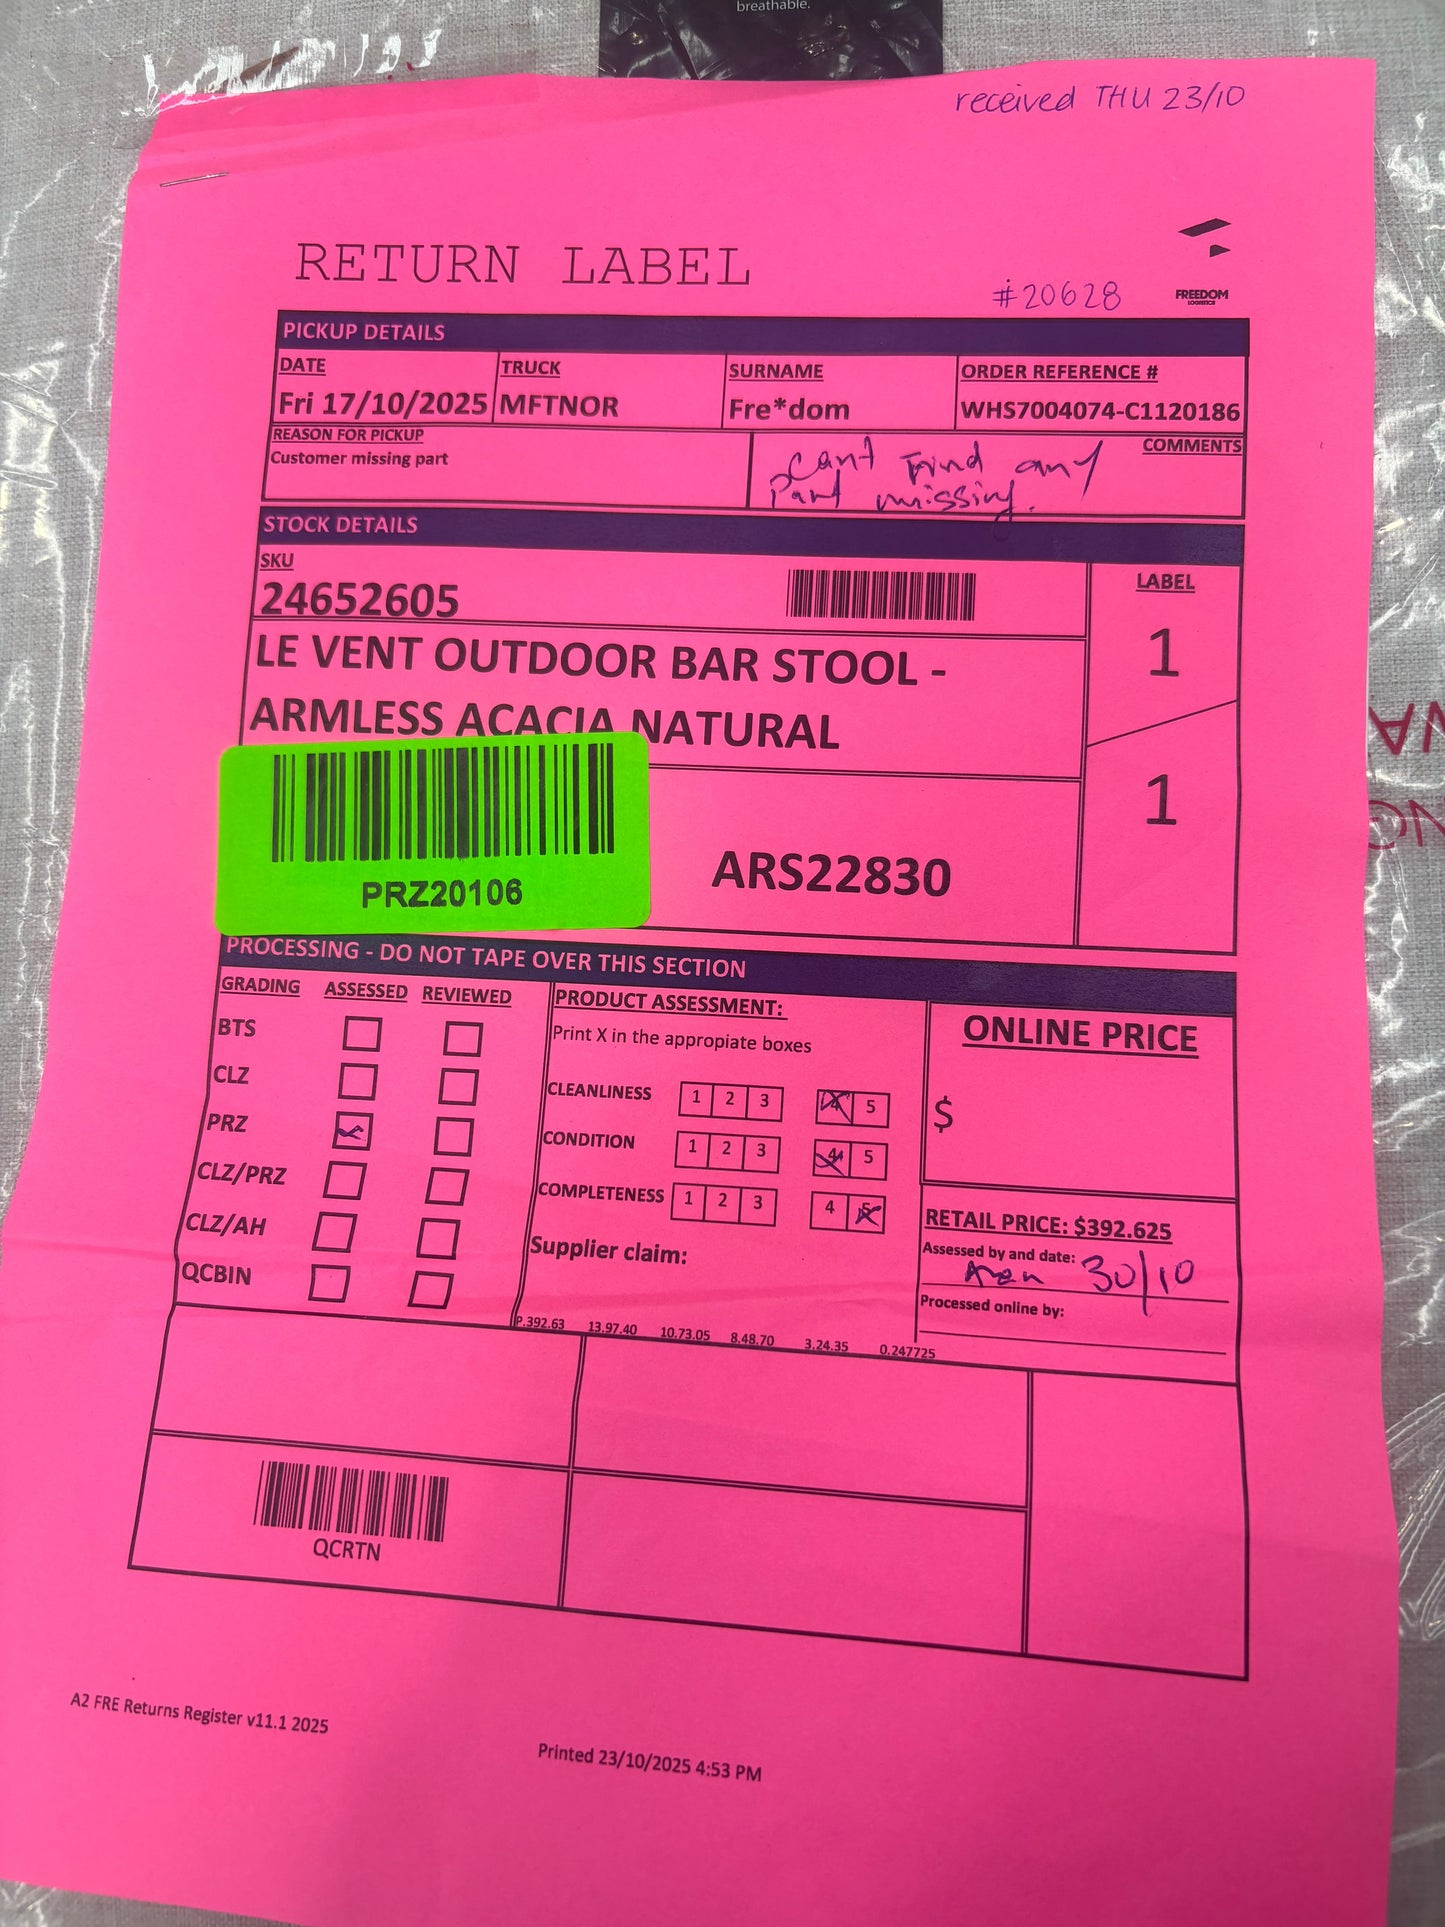 breathable.
received THU 23/10
RETURN LABEL
#20628
FREEDOM
LOGISTICS
PICKUP DETAILS
DATE TRUCK SURNAME ORDER REFERENCE #
Fri 17/10/2025 MFTNOR Fre*dom WHS7004074-C1120186
REASON FOR PICKUP COMMENTS
Customer missing part
Cant Find any
Part missing.
STOCK DETAILS
SKU LABEL
24652605
1
LE VENT OUTDOOR BAR STOOL -
ARMLESS ACACIA NATURAL
1
PRZ20106
ARS22830
PROCESSING - DO NOT TAPE OVER THIS SECTION
GRADING ASSESSED REVIEWED PRODUCT ASSESSMENT: ONLINE PRICE
BTS Print X in the appropiate boxes
CLZ CLEANLINESS 1 2 3 4 5 $
PRZ CONDITION 1 2 3 4 5
CLZ/PRZ COMPLETENESS 1 2 3 4 5
CLZ/AH Supplier claim: RETAIL PRICE: $392.625
Assessed by and date:
30/10
QCBIN Processed online by:
P.392.63 13.97.40 10.73.05 8.48.70 3.24.35 0.247725
QCRTN
A2 FRE Returns Register v11.1 2025
Printed 23/10/2025 4:53 PM